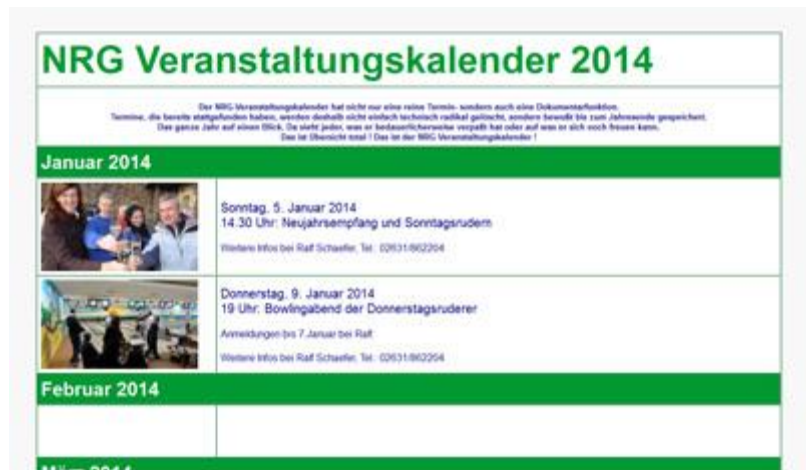 NRG Veranstaltungskalender 2014
Der NRG Veranstaltungskalender hat nicht nur eine reine Termin- sondern auch eine Dokumentarfunktion.
Termine, die bereits stattgefunden haben, werden deshalb nicht einfach technisch radikal gelöscht, sondern bewußt bis zum Jahresende gespeichert.
Das ganze Jahr auf einen Blick. Da sieht jeder, was er bedauerlicherweise verpaßt hat oder auf was er sich noch freuen kann.
Das ist Übersicht total ! Das ist der NRG Veranstaltungskalender !
Januar 2014
Sonntag, 5. Januar 2014
14.30 Uhr: Neujahrsempfang und Sonntagsrudern
Weitere Infos bei Ralf Schaefer, Tel.: 02631/862204
Donnerstag, 9. Januar 2014
19 Uhr: Bowlingabend der Donnerstagsruderer
Anmeldungen bis 7.Januar bei Ralf
Weitere Infos bei Ralf Schaefer, Tel.: 02631/862204
Februar 2014
März 2014